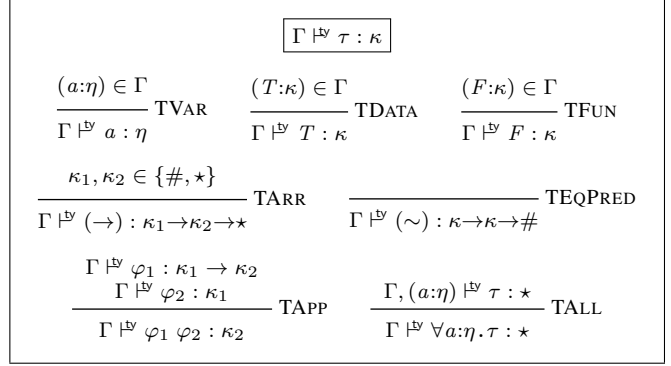 Γ ⊢ty τ : κ
(a:η) ∈ Γ
Γ ⊢ty a : η TVAR
(T:κ) ∈ Γ
Γ ⊢ty T : κ TDATA
(F:κ) ∈ Γ
Γ ⊢ty F : κ TFUN
κ1, κ2 ∈ {#, ⋆}
Γ ⊢ty (→) : κ1→κ2→⋆ TARR
Γ ⊢ty (∼) : κ→κ→# TEQPRED
Γ ⊢ty φ1 : κ1 → κ2
Γ ⊢ty φ2 : κ1
Γ ⊢ty φ1 φ2 : κ2 TAPP
Γ, (a:η) ⊢ty τ : ⋆
Γ ⊢ty ∀a:η.τ : ⋆ TALL